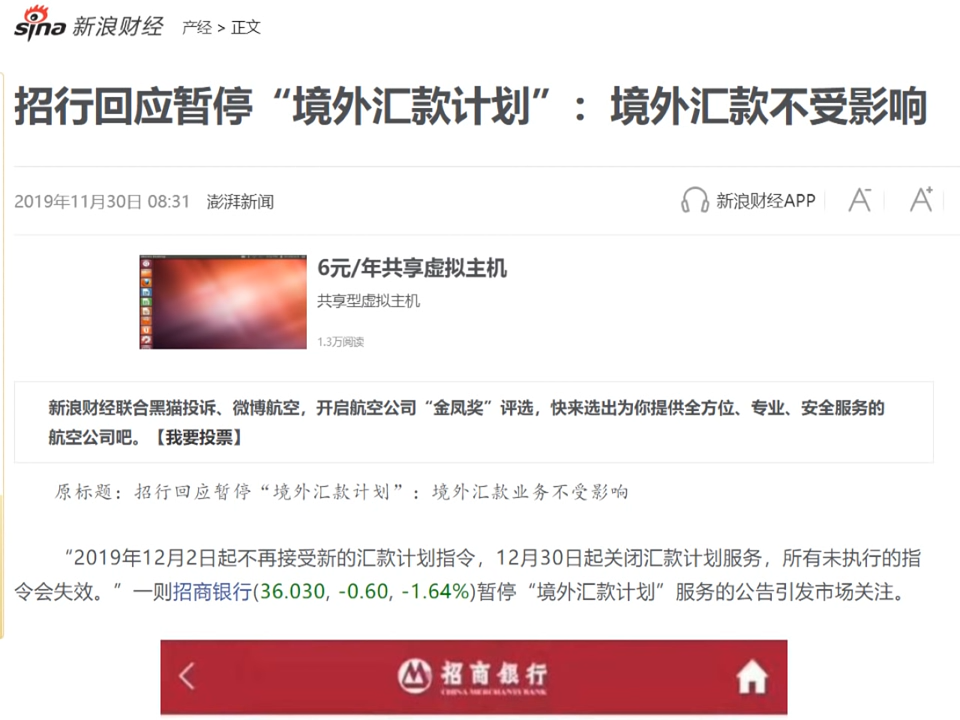 sina 新浪财经 产经 > 正文
招行回应暂停“境外汇款计划”：境外汇款不受影响
2019年11月30日 08:31 澎湃新闻 新浪财经APP A- A+
6元/年共享虚拟主机
共享型虚拟主机
1.3万阅读
新浪财经联合黑猫投诉、微博航空，开启航空公司“金凤奖”评选，快来选出为你提供全方位、专业、安全服务的
航空公司吧。【我要投票】
原标题：招行回应暂停“境外汇款计划”：境外汇款业务不受影响
“2019年12月2日起不再接受新的汇款计划指令，12月30日起关闭汇款计划服务，所有未执行的指
令会失效。”一则招商银行(36.030, -0.60, -1.64%)暂停“境外汇款计划”服务的公告引发市场关注。
招商银行
CHINA MERCHANTS BANK